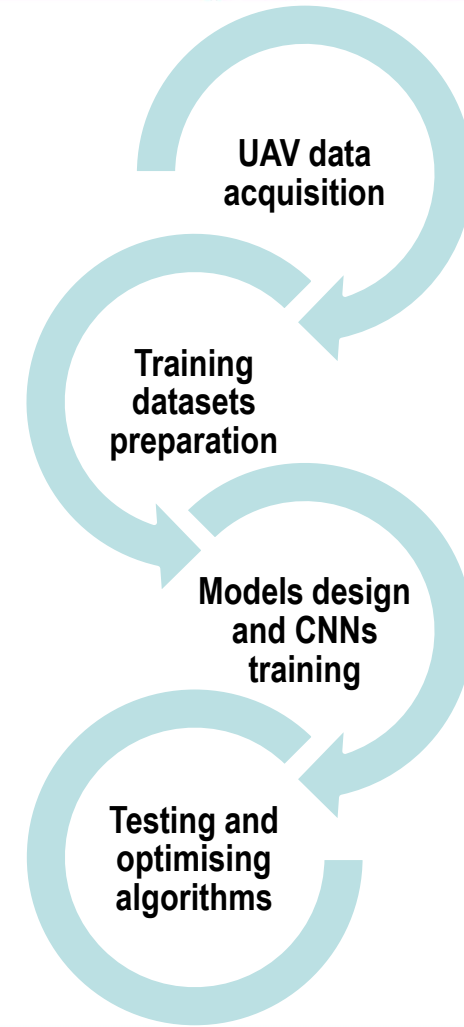 UAV data
acquisition
Training
datasets
preparation
Models design
and CNNs
training
Testing and
optimising
algorithms